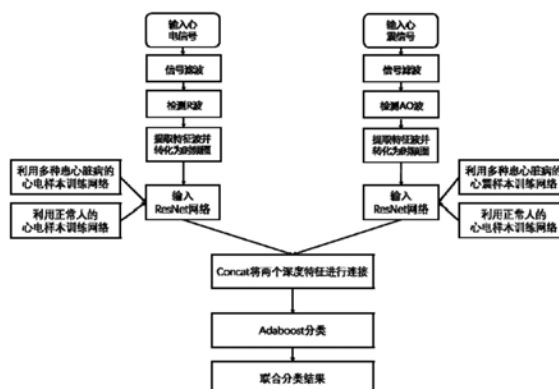 输入心
电信号
信号滤波
检测R波
提取特征波并
转化为时频图
利用多种患心脏病的
心电样本训练网络
利用正常人的
心电样本训练网络
输入
ResNet网络
输入心
震信号
信号滤波
检测AO波
提取特征波并
转化为时频图
输入
ResNet网络
利用多种患心脏病的
心震样本训练网络
利用正常人的
心电样本训练网络
Concat将两个深度特征进行连接
Adaboost分类
联合分类结果